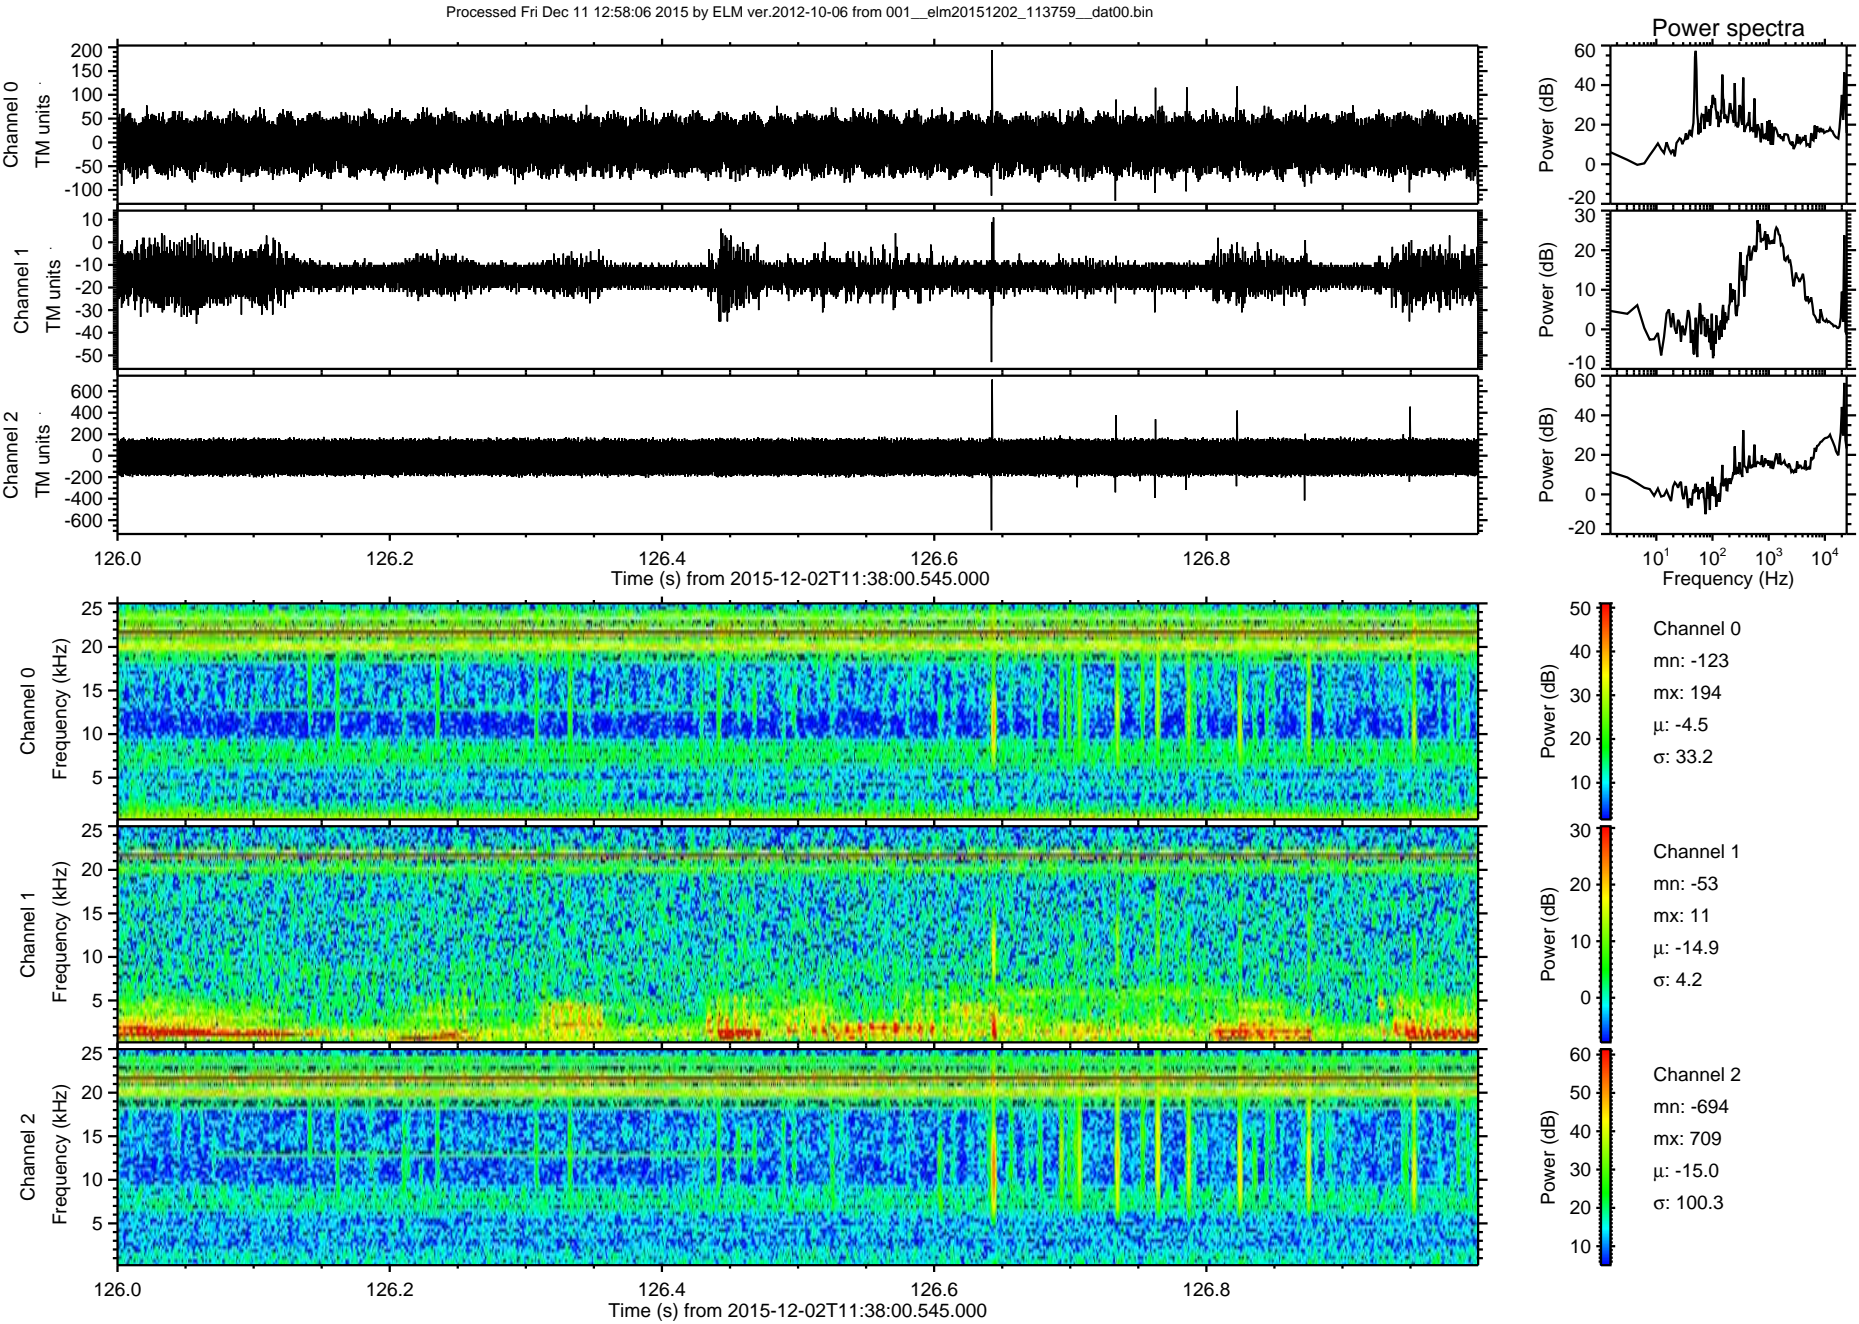 Processed Fri Dec 11 12:58:06 2015 by ELM ver.2012-10-06 from 001__elm20151202_113759__dat00.bin
Power spectra
Channel 0
TM units
200
150
100
50
0
-50
-100
Power (dB)
60
40
20
0
-20
Channel 1
TM units
10
0
-10
-20
-30
-40
-50
Power (dB)
30
20
10
0
-10
Channel 2
TM units
600
400
200
0
-200
-400
-600
Power (dB)
60
40
20
0
-20
126.0 126.2 126.4 126.6 126.8
Time (s) from 2015-12-02T11:38:00.545.000
10¹ 10² 10³ 10⁴
Frequency (Hz)
Channel 0
Frequency (kHz)
25
20
15
10
5
Power (dB)
50
40
30
20
10
Channel 0
mn: -123
mx: 194
μ: -4.5
σ: 33.2
Channel 1
Frequency (kHz)
25
20
15
10
5
Power (dB)
30
20
10
0
Channel 1
mn: -53
mx: 11
μ: -14.9
σ: 4.2
Channel 2
Frequency (kHz)
25
20
15
10
5
Power (dB)
60
50
40
30
20
10
Channel 2
mn: -694
mx: 709
μ: -15.0
σ: 100.3
126.0 126.2 126.4 126.6 126.8
Time (s) from 2015-12-02T11:38:00.545.000